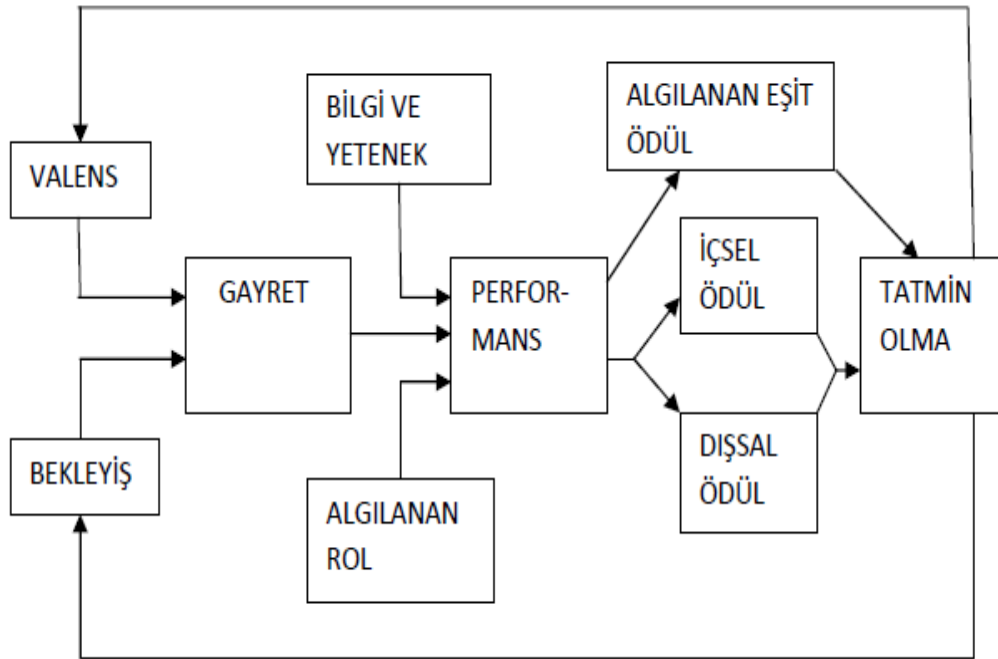 VALENS
BİLGİ VE
YETENEK
ALGILANAN EŞİT
ÖDÜL
GAYRET
PERFOR-
MANS
İÇSEL
ÖDÜL
TATMİN
OLMA
BEKLEYİŞ
ALGILANAN
ROL
DIŞSAL
ÖDÜL